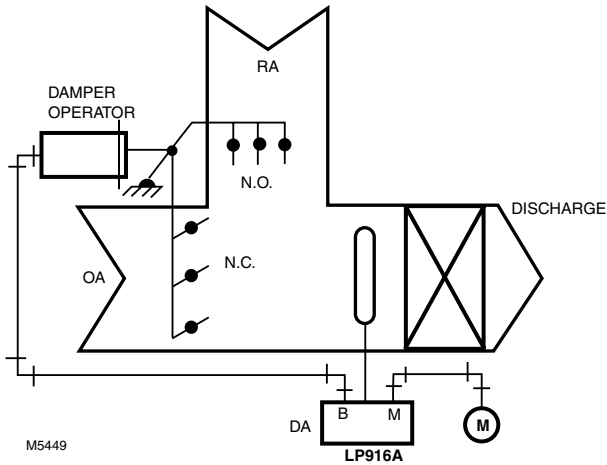 RA
DAMPER
OPERATOR
N.O.
DISCHARGE
OA
N.C.
B M
DA
M
LP916A
M5449